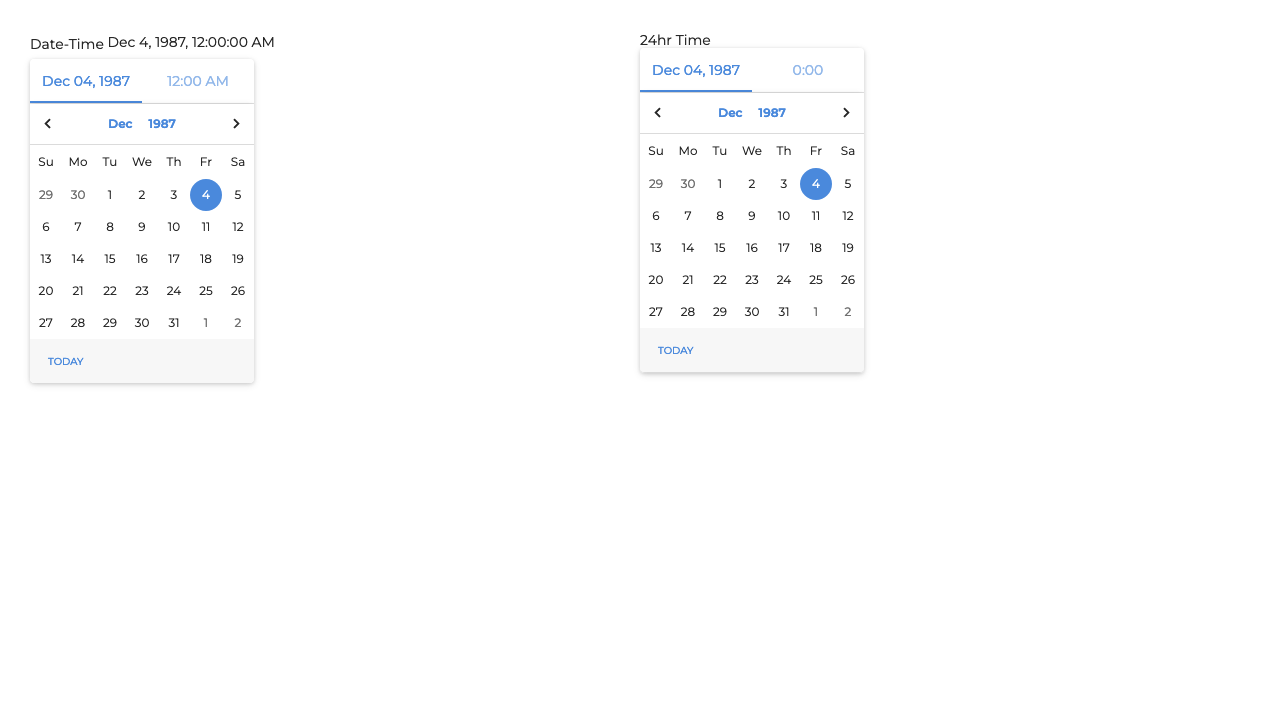 Date-Time Dec 4, 1987, 12:00:00 AM
Dec 04, 1987 12:00 AM
Dec 1987
Su Mo Tu We Th Fr Sa
29 30 1 2 3 4 5
6 7 8 9 10 11 12
13 14 15 16 17 18 19
20 21 22 23 24 25 26
27 28 29 30 31 1 2
TODAY
24hr Time
Dec 04, 1987 0:00
Dec 1987
Su Mo Tu We Th Fr Sa
29 30 1 2 3 4 5
6 7 8 9 10 11 12
13 14 15 16 17 18 19
20 21 22 23 24 25 26
27 28 29 30 31 1 2
TODAY